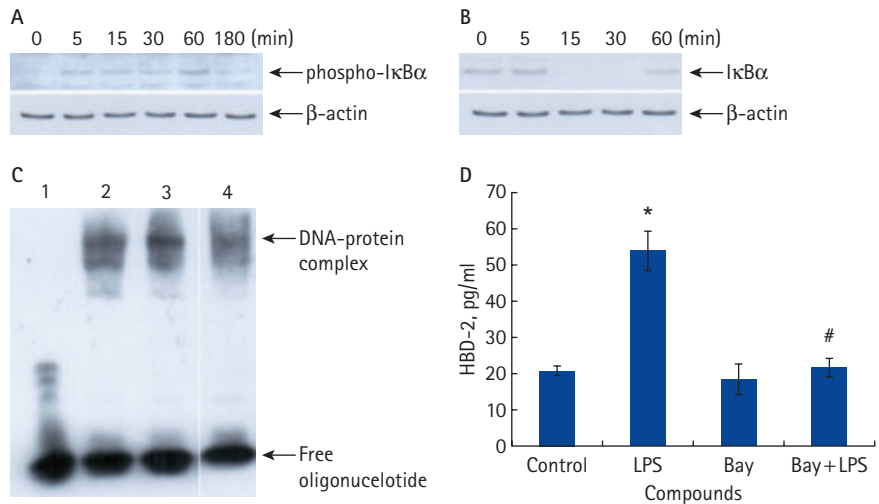 A
0 5 15 30 60 180 (min)
phospho-IκBα
β-actin
B
0 5 15 30 60 (min)
IκBα
β-actin
C
1 2 3 4
DNA-protein
complex
Free
oligonucelotide
D
HBD-2, pg/ml
70
60
50
40
30
20
10
0
*
#
Control LPS Bay Bay+LPS
Compounds